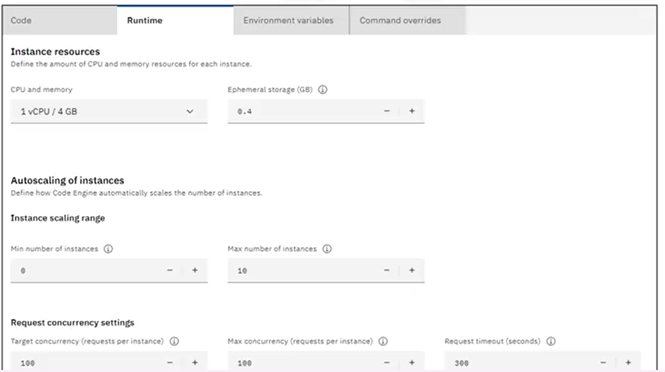 Code Runtime Environment variables Command overrides
Instance resources
Define the amount of CPU and memory resources for each instance.
CPU and memory Ephemeral storage (GB)
1 vCPU / 4 GB 0.4 − +
Autoscaling of instances
Define how Code Engine automatically scales the number of instances.
Instance scaling range
Min number of instances Max number of instances
0 − + 10 − +
Request concurrency settings
Target concurrency (requests per instance) Max concurrency (requests per instance) Request timeout (seconds)
100 − + 100 − + 300 − +